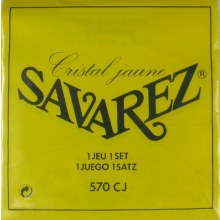 Cristal jaune
SAVAREZ®
1 JEU 1 SET
1 JUEGO 1 SATZ
570 CJ